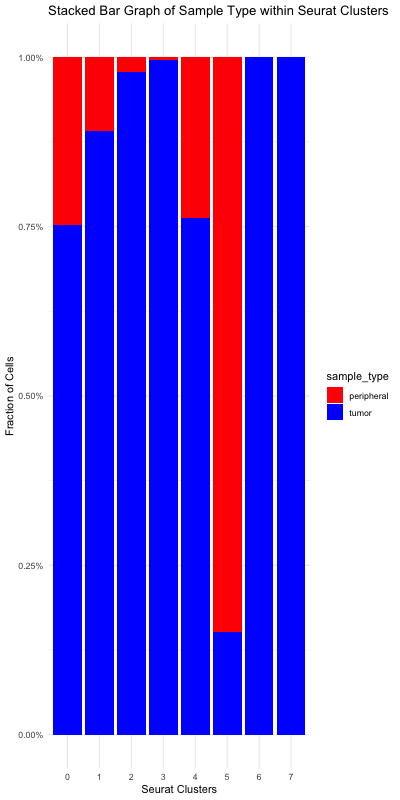 Stacked Bar Graph of Sample Type within Seurat Clusters
1.00%
0.75%
0.50%
0.25%
0.00%
Fraction of Cells
0 1 2 3 4 5 6 7
Seurat Clusters
sample_type
peripheral
tumor